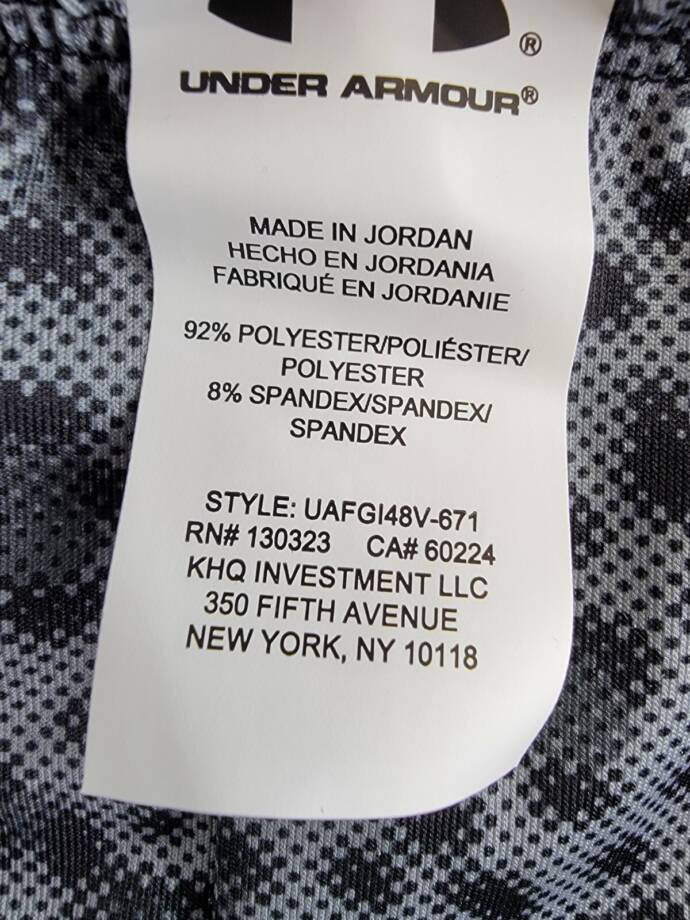 ®
UNDER ARMOUR®
MADE IN JORDAN
HECHO EN JORDANIA
FABRIQUÉ EN JORDANIE
92% POLYESTER/POLIÉSTER/
POLYESTER
8% SPANDEX/SPANDEX/
SPANDEX
STYLE: UAFGI48V-671
RN# 130323 CA# 60224
KHQ INVESTMENT LLC
350 FIFTH AVENUE
NEW YORK, NY 10118